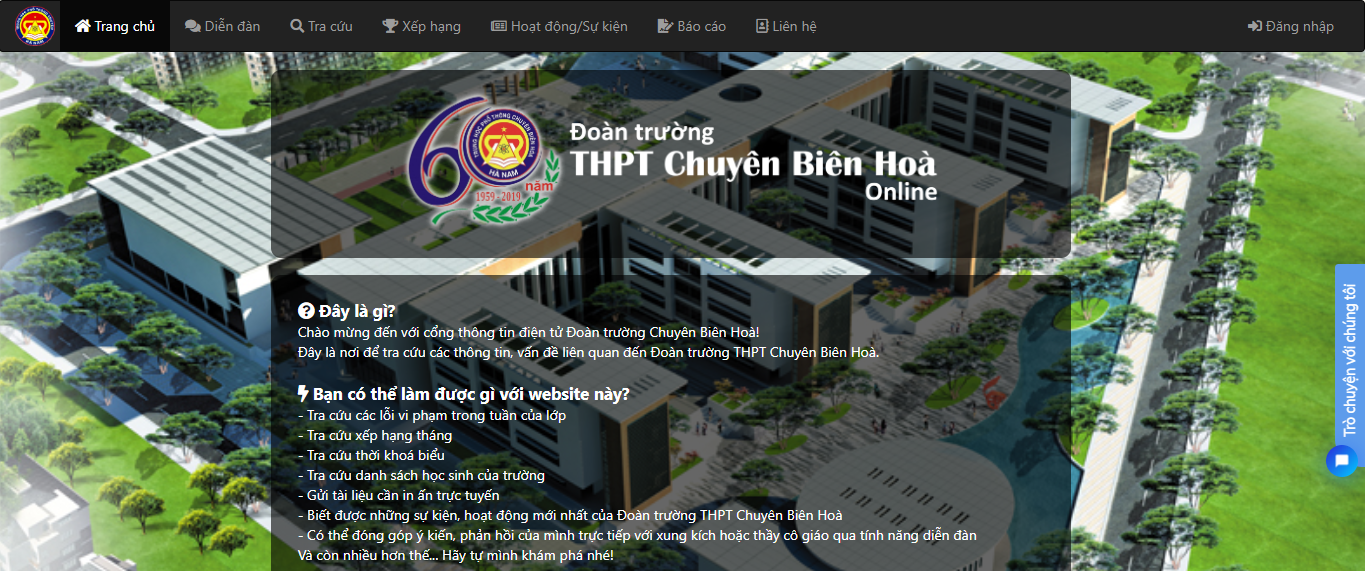 Trang chủ
Diễn đàn
Tra cứu
Xếp hạng
Hoạt động/Sự kiện
Báo cáo
Liên hệ
Đăng nhập
60
TRUNG HỌC PHỔ THÔNG CHUYÊN BIÊN HOÀ
HÀ NAM
năm
1959 - 2019
Đoàn trường
THPT Chuyên Biên Hoà
Online
Đây là gì?
Chào mừng đến với cổng thông tin điện tử Đoàn trường Chuyên Biên Hoà!
Đây là nơi để tra cứu các thông tin, vấn đề liên quan đến Đoàn trường THPT Chuyên Biên Hoà.
Bạn có thể làm được gì với website này?
- Tra cứu các lỗi vi phạm trong tuần của lớp
- Tra cứu xếp hạng tháng
- Tra cứu thời khoá biểu
- Tra cứu danh sách học sinh của trường
- Gửi tài liệu cần in ấn trực tuyến
- Biết được những sự kiện, hoạt động mới nhất của Đoàn trường THPT Chuyên Biên Hoà
- Có thể đóng góp ý kiến, phản hồi của mình trực tiếp với xung kích hoặc thầy cô giáo qua tính năng diễn đàn
Và còn nhiều hơn thế... Hãy tự mình khám phá nhé!
Trò chuyện với chúng tôi